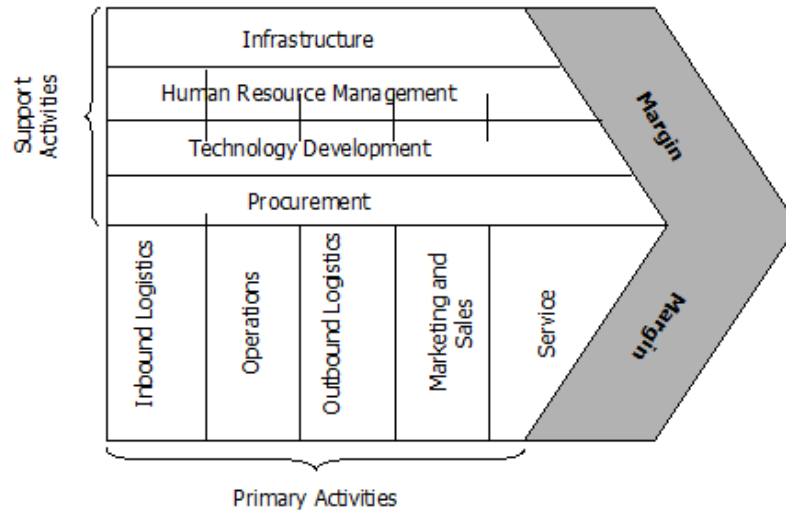 Support
Activities
Infrastructure
Human Resource Management
Technology Development
Procurement
Margin
Inbound Logistics
Operations
Outbound Logistics
Marketing and
Sales
Service
Margin
Primary Activities